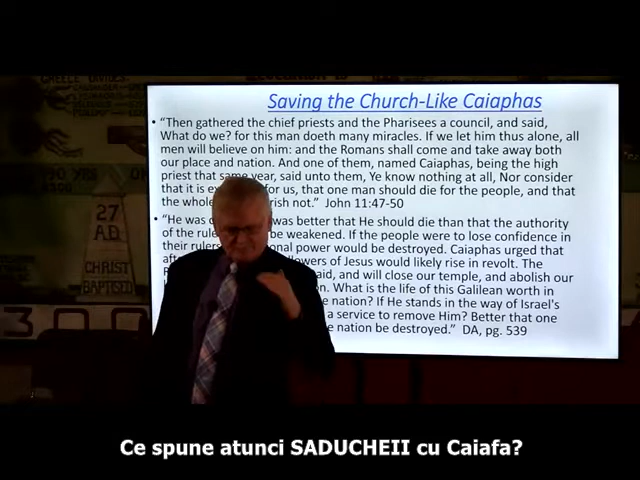 GREECE DIVIDES
27
A.D.
CHRIST
BAPTISED
300
Saving the Church-Like Caiaphas
• “Then gathered the chief priests and the Pharisees a council, and said,
What do we? for this man doeth many miracles. If we let him thus alone, all
men will believe on him: and the Romans shall come and take away both
our place and nation. And one of them, named Caiaphas, being the high
priest that same year, said unto them, Ye know nothing at all, Nor consider
that it is for us, that one man should die for the people, and that
the whole not.” John 11:47-50
• “He was was better that He should die than that the authority
of the be weakened. If the people were to lose confidence in
their rulers power would be destroyed. Caiaphas urged that
of Jesus would likely rise in revolt. The
said, and will close our temple, and abolish our
What is the life of this Galilean worth in
nation? If He stands in the way of Israel's
a service to remove Him? Better that one
nation be destroyed.” DA, pg. 539
Ce spune atunci SADUCHEII cu Caiafa?